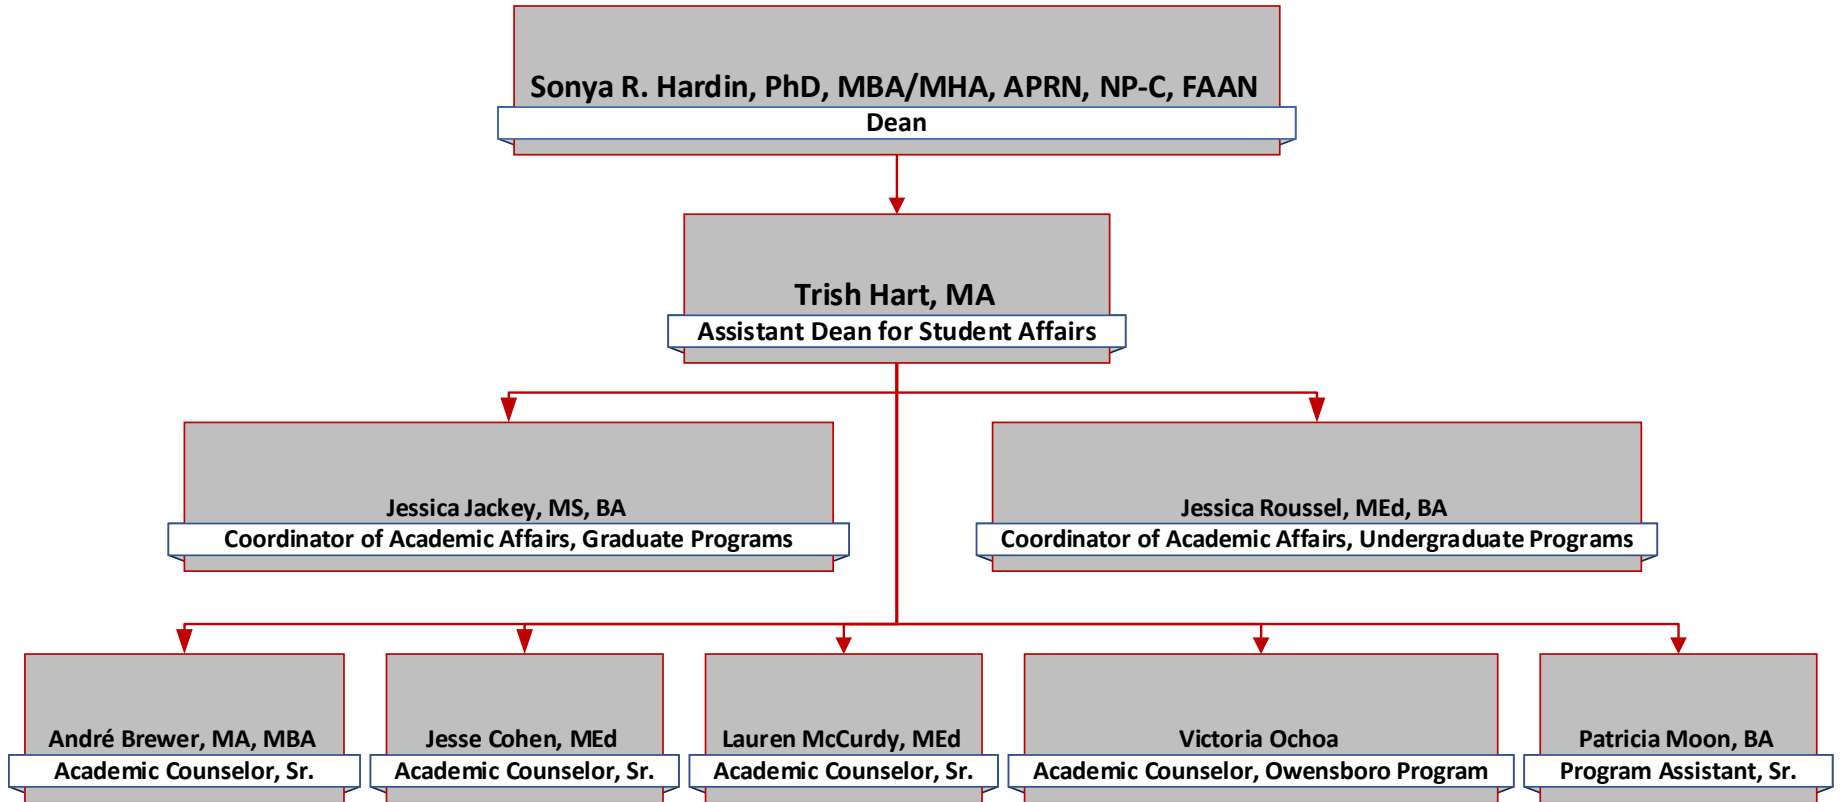 Sonya R. Hardin, PhD, MBA/MHA, APRN, NP-C, FAAN
Dean
Trish Hart, MA
Assistant Dean for Student Affairs
Jessica Jackey, MS, BA
Coordinator of Academic Affairs, Graduate Programs
Jessica Roussel, MEd, BA
Coordinator of Academic Affairs, Undergraduate Programs
André Brewer, MA, MBA
Academic Counselor, Sr.
Jesse Cohen, MEd
Academic Counselor, Sr.
Lauren McCurdy, MEd
Academic Counselor, Sr.
Victoria Ochoa
Academic Counselor, Owensboro Program
Patricia Moon, BA
Program Assistant, Sr.